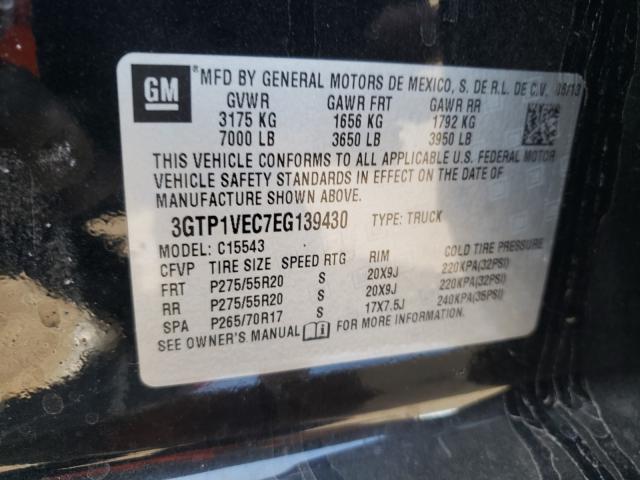 GM *MFD BY GENERAL MOTORS DE MEXICO, S. DE R.L. DE C.V. 08/13
GVWR GAWR FRT GAWR RR
3175 KG 1656 KG 1792 KG
7000 LB 3650 LB 3950 LB
THIS VEHICLE CONFORMS TO ALL APPLICABLE U.S. FEDERAL MOTOR
VEHICLE SAFETY STANDARDS IN EFFECT ON THE DATE OF
MANUFACTURE SHOWN ABOVE.
3GTP1VEC7EG139430 TYPE: TRUCK
MODEL: C15543
CFVP TIRE SIZE SPEED RTG RIM COLD TIRE PRESSURE
FRT P275/55R20 S 20X9J 220KPA(32PSI)
RR P275/55R20 S 20X9J 220KPA(32PSI)
SPA P265/70R17 S 17X7.5J 240KPA(35PSI)
SEE OWNER'S MANUAL FOR MORE INFORMATION.